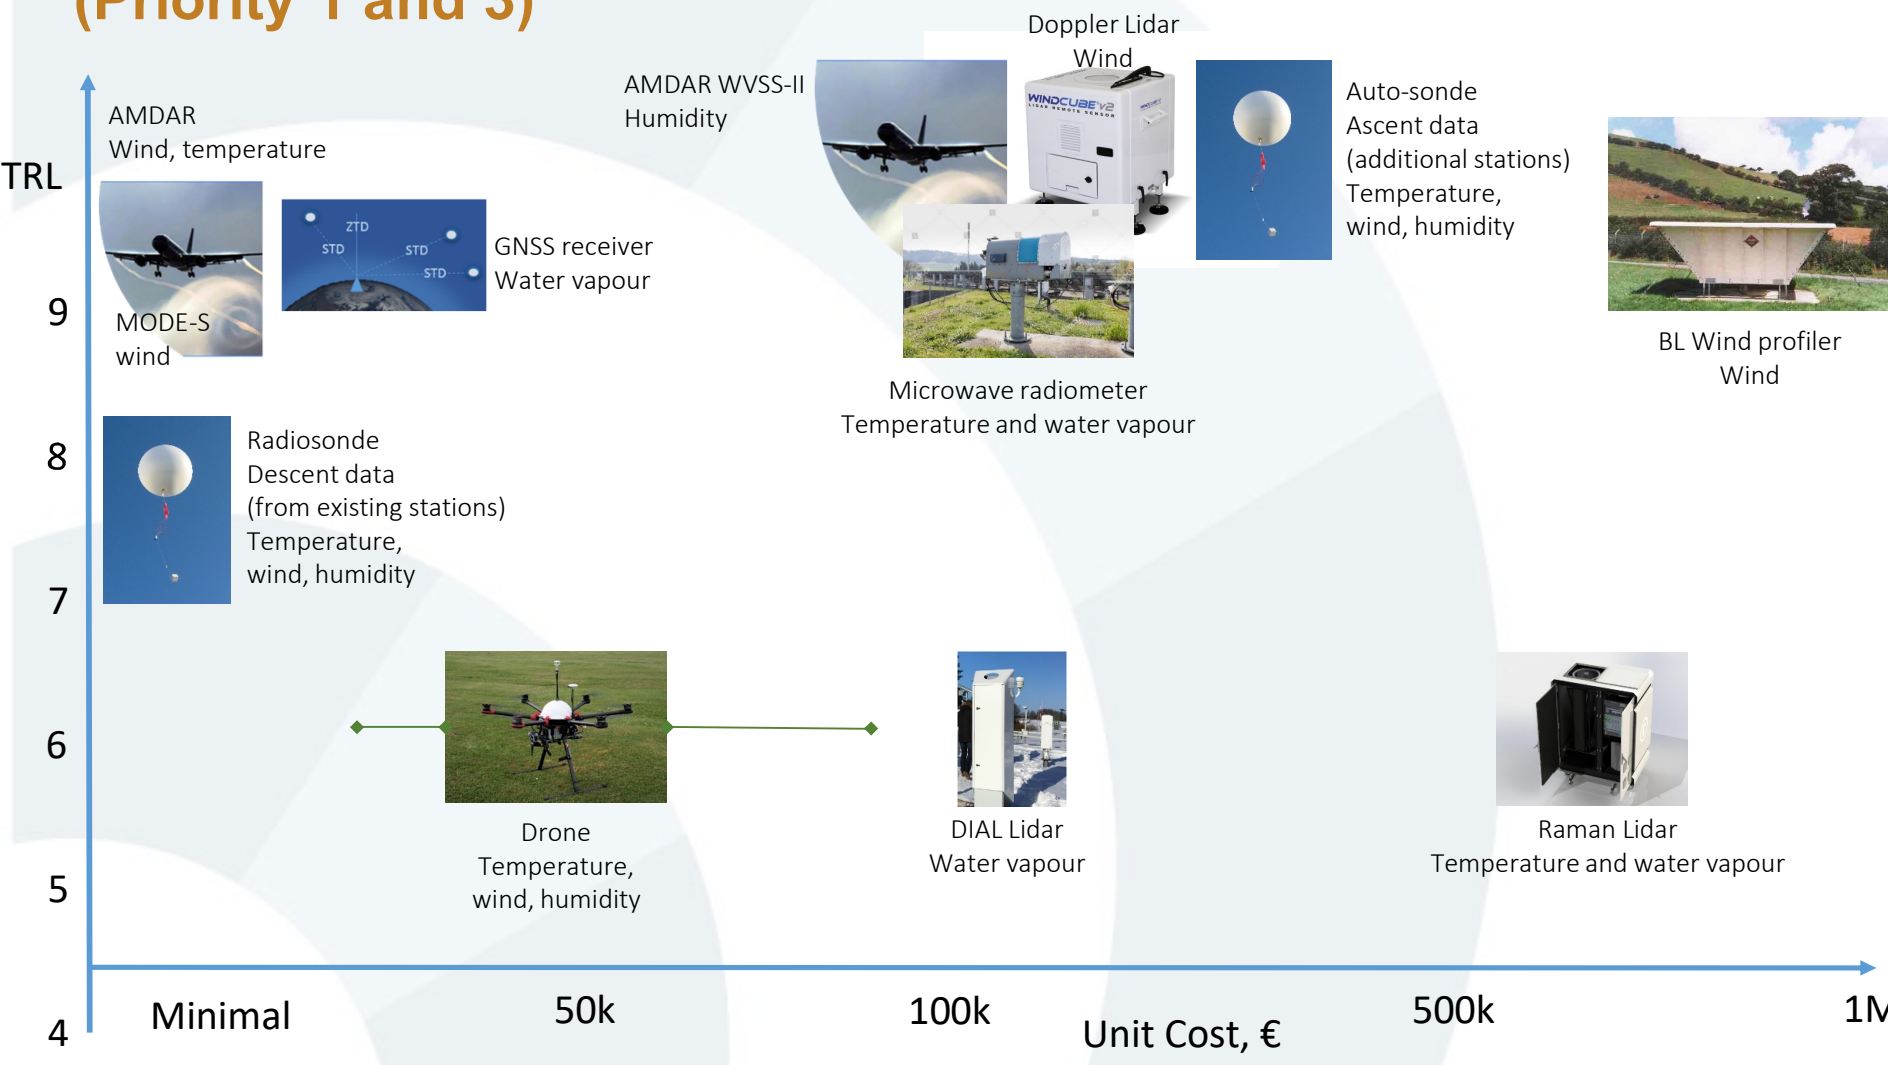 (Priority 1 and 3)
Doppler Lidar
Wind
AMDAR WVSS-II
Humidity
WINDCUBE V2
LIDAR REMOTE SENSOR
Auto-sonde
Ascent data
(additional stations)
Temperature,
wind, humidity
AMDAR
Wind, temperature
TRL
ZTD
STD
STD
STD
GNSS receiver
Water vapour
9
MODE-S
wind
BL Wind profiler
Wind
Microwave radiometer
Temperature and water vapour
8
Radiosonde
Descent data
(from existing stations)
Temperature,
wind, humidity
7
6
Drone
Temperature,
wind, humidity
DIAL Lidar
Water vapour
Raman Lidar
Temperature and water vapour
5
4
Minimal
50k
100k
Unit Cost, €
500k
1M